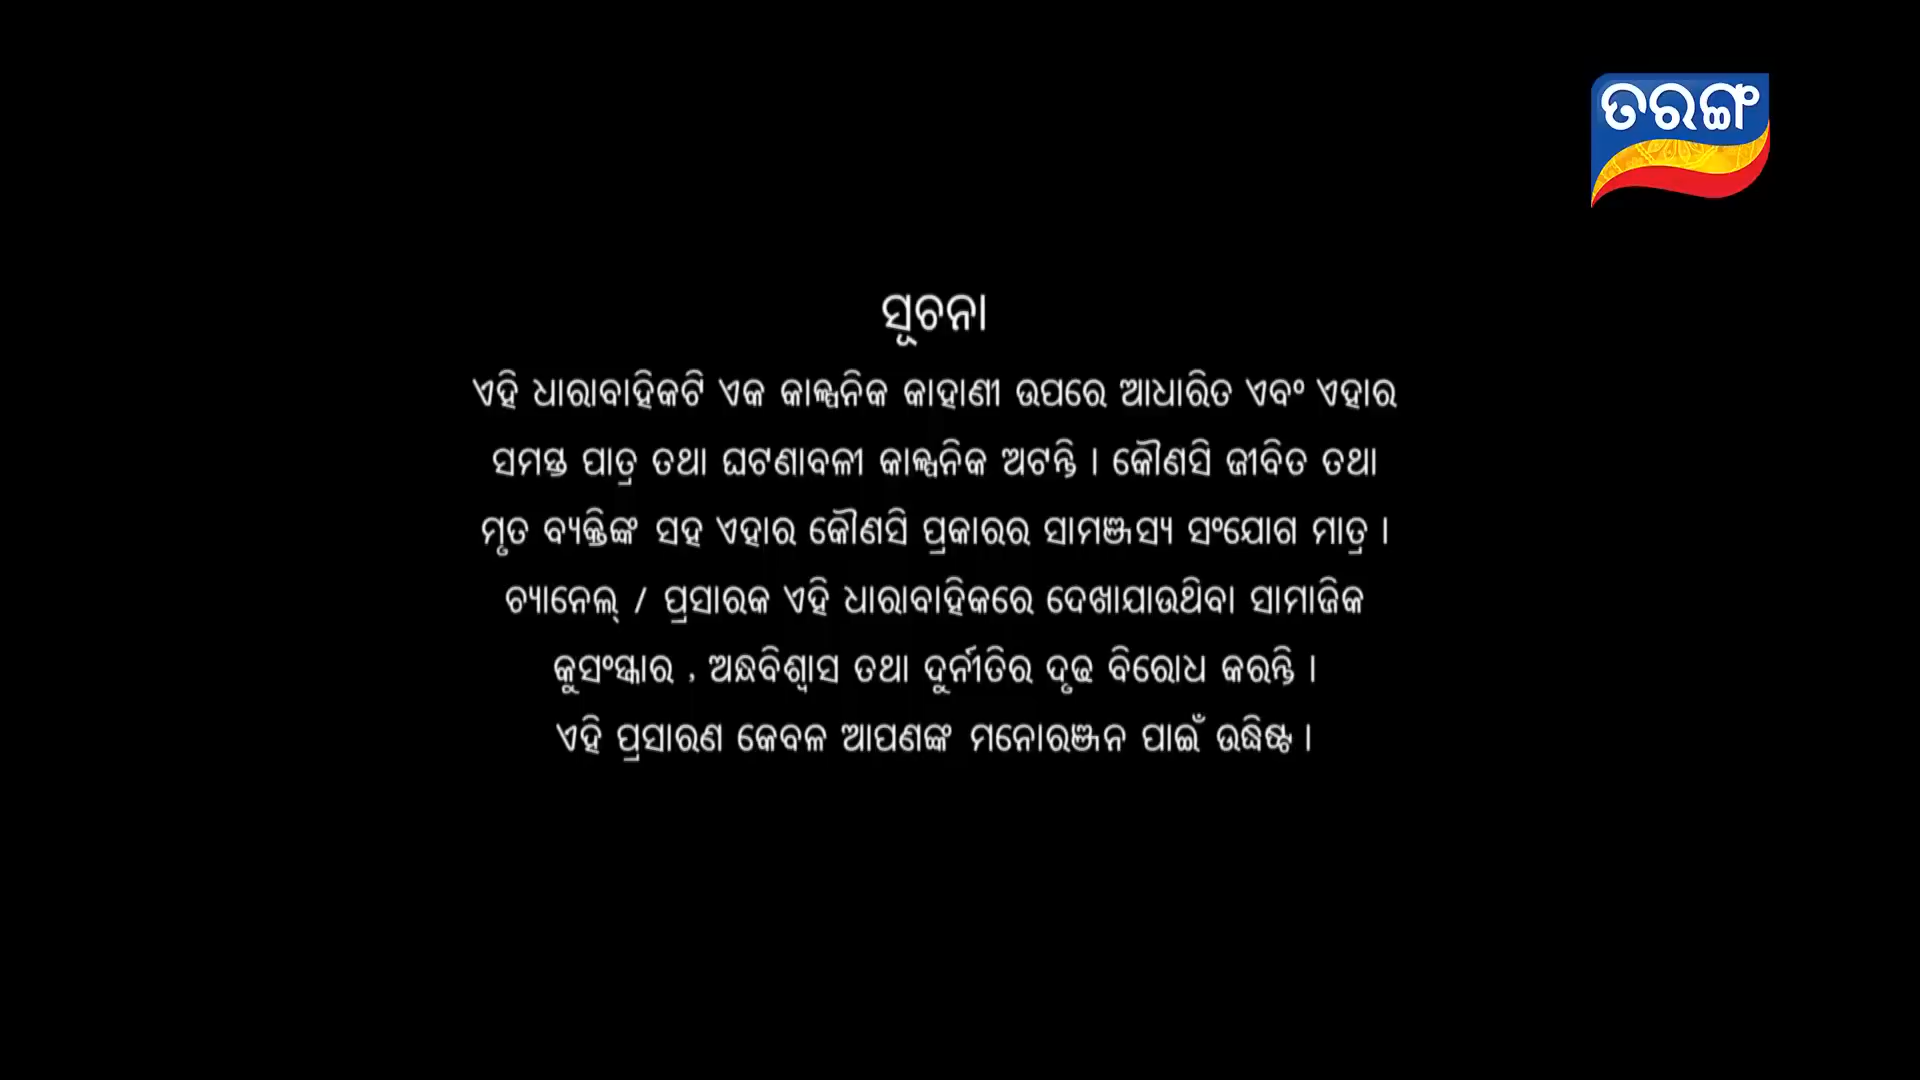 ତରଙ୍ଗ
ସୂଚନା
ଏହି ଧାରାବାହିକଟି ଏକ କାଳ୍ପନିକ କାହାଣୀ ଉପରେ ଆଧାରିତ ଏବଂ ଏହାର
ସମସ୍ତ ପାତ୍ର ତଥା ଘଟଣାବଳୀ କାଳ୍ପନିକ ଅଟନ୍ତି । କୌଣସି ଜୀବିତ ତଥା
ମୃତ ବ୍ୟକ୍ତିଙ୍କ ସହ ଏହାର କୌଣସି ପ୍ରକାରର ସାମଞ୍ଜସ୍ୟ ସଂଯୋଗ ମାତ୍ର ।
ଚ୍ୟାନେଲ୍ / ପ୍ରସାରକ ଏହି ଧାରାବାହିକରେ ଦେଖାଯାଉଥିବା ସାମାଜିକ
କୁସଂସ୍କାର , ଅନ୍ଧବିଶ୍ୱାସ ତଥା ଦୁର୍ନୀତିର ଦୃଢ ବିରୋଧ କରନ୍ତି ।
ଏହି ପ୍ରସାରଣ କେବଳ ଆପଣଙ୍କ ମନୋରଞ୍ଜନ ପାଇଁ ଉଦ୍ଧିଷ୍ଟ ।